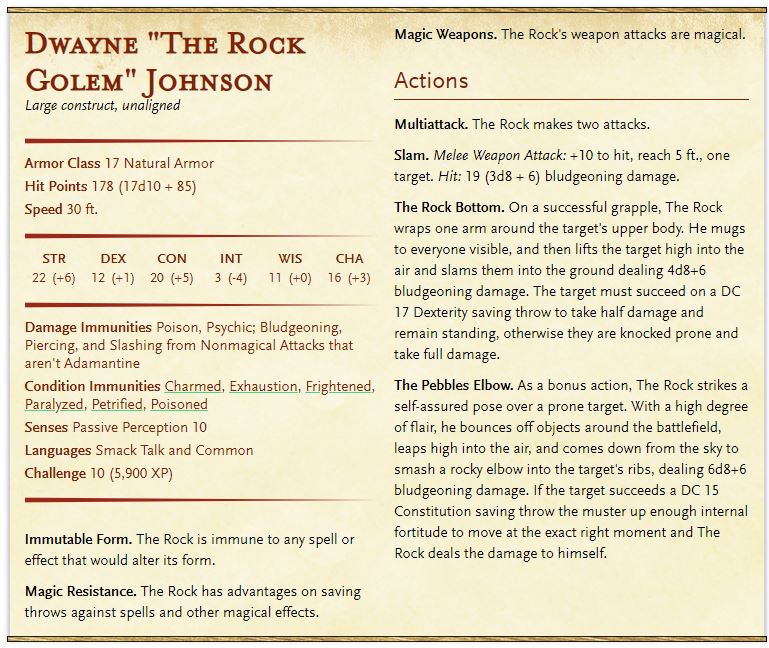 Dwayne "The Rock
Golem" Johnson
Large construct, unaligned
Armor Class 17 Natural Armor
Hit Points 178 (17d10 + 85)
Speed 30 ft.
STR DEX CON INT WIS CHA
22 (+6) 12 (+1) 20 (+5) 3 (-4) 11 (+0) 16 (+3)
Damage Immunities Poison, Psychic; Bludgeoning,
Piercing, and Slashing from Nonmagical Attacks that
aren't Adamantine
Condition Immunities Charmed, Exhaustion, Frightened,
Paralyzed, Petrified, Poisoned
Senses Passive Perception 10
Languages Smack Talk and Common
Challenge 10 (5,900 XP)
Immutable Form. The Rock is immune to any spell or
effect that would alter its form.
Magic Resistance. The Rock has advantages on saving
throws against spells and other magical effects.
Magic Weapons. The Rock's weapon attacks are magical.
Actions
Multiattack. The Rock makes two attacks.
Slam. Melee Weapon Attack: +10 to hit, reach 5 ft., one
target. Hit: 19 (3d8 + 6) bludgeoning damage.
The Rock Bottom. On a successful grapple, The Rock
wraps one arm around the target's upper body. He mugs
to everyone visible, and then lifts the target high into the
air and slams them into the ground dealing 4d8+6
bludgeoning damage. The target must succeed on a DC
17 Dexterity saving throw to take half damage and
remain standing, otherwise they are knocked prone and
take full damage.
The Pebbles Elbow. As a bonus action, The Rock strikes a
self-assured pose over a prone target. With a high degree
of flair, he bounces off objects around the battlefield,
leaps high into the air, and comes down from the sky to
smash a rocky elbow into the target's ribs, dealing 6d8+6
bludgeoning damage. If the target succeeds a DC 15
Constitution saving throw the muster up enough internal
fortitude to move at the exact right moment and The
Rock deals the damage to himself.